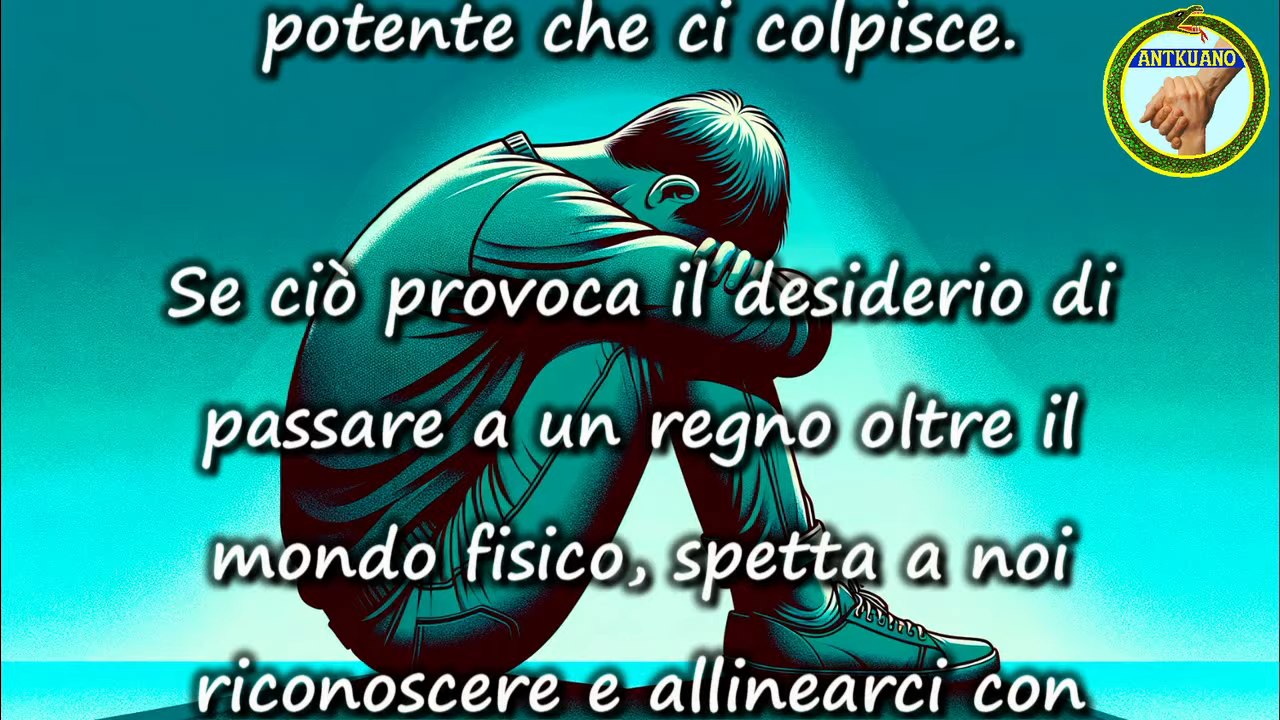 potente che ci colpisce.
ANTKUANO
Se ciò provoca il desiderio di
passare a un regno oltre il
mondo fisico, spetta a noi
riconoscere e allinearci con